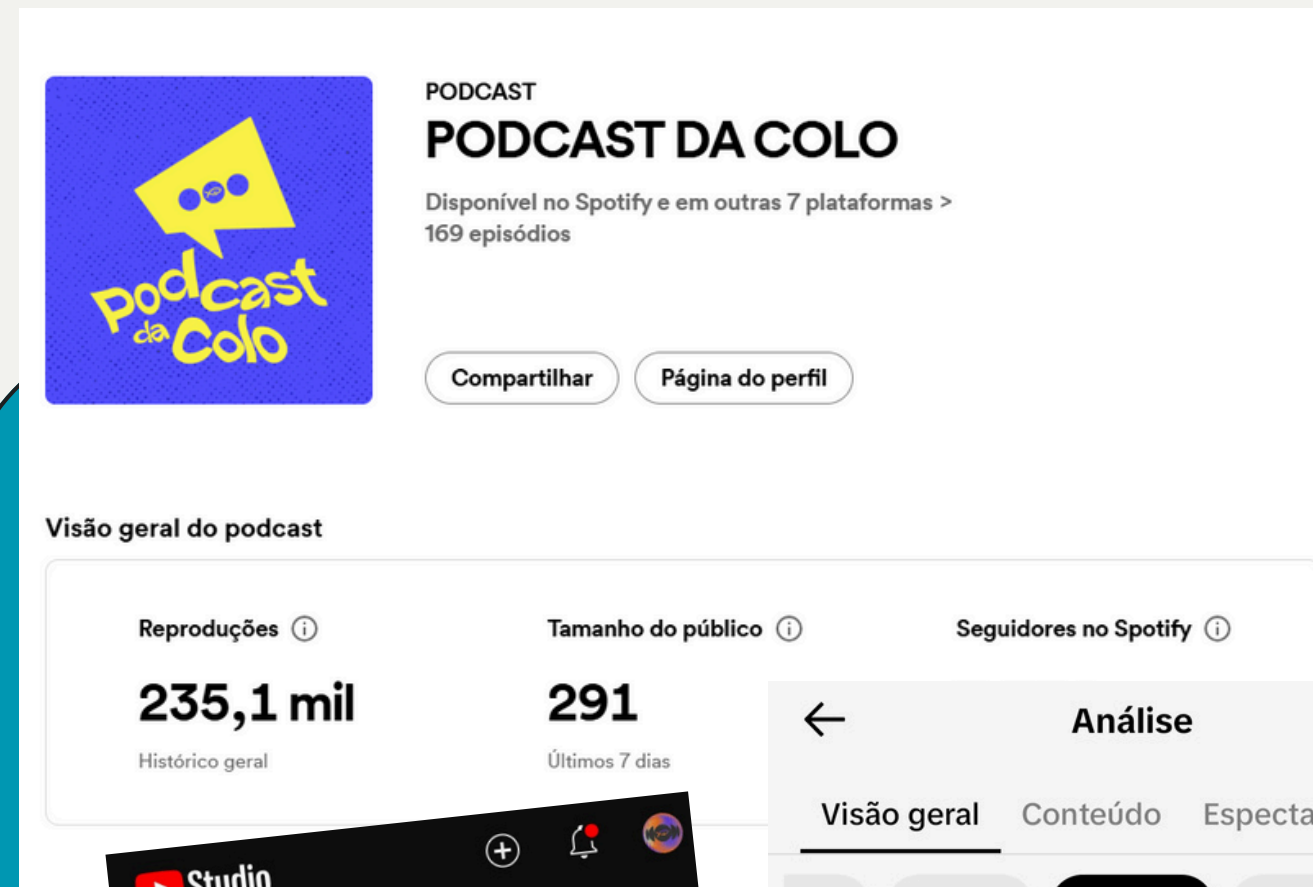 PODCAST
PODCAST DA COLO
Disponível no Spotify e em outras 7 plataformas >
169 episódios
podcast
da Colo
Compartilhar
Página do perfil
Visão geral do podcast
Reproduções
Tamanho do público
Seguidores no Spotify
235,1 mil
291
Histórico geral
Últimos 7 dias
Análise
Visão geral
Conteúdo
Especta
Studio